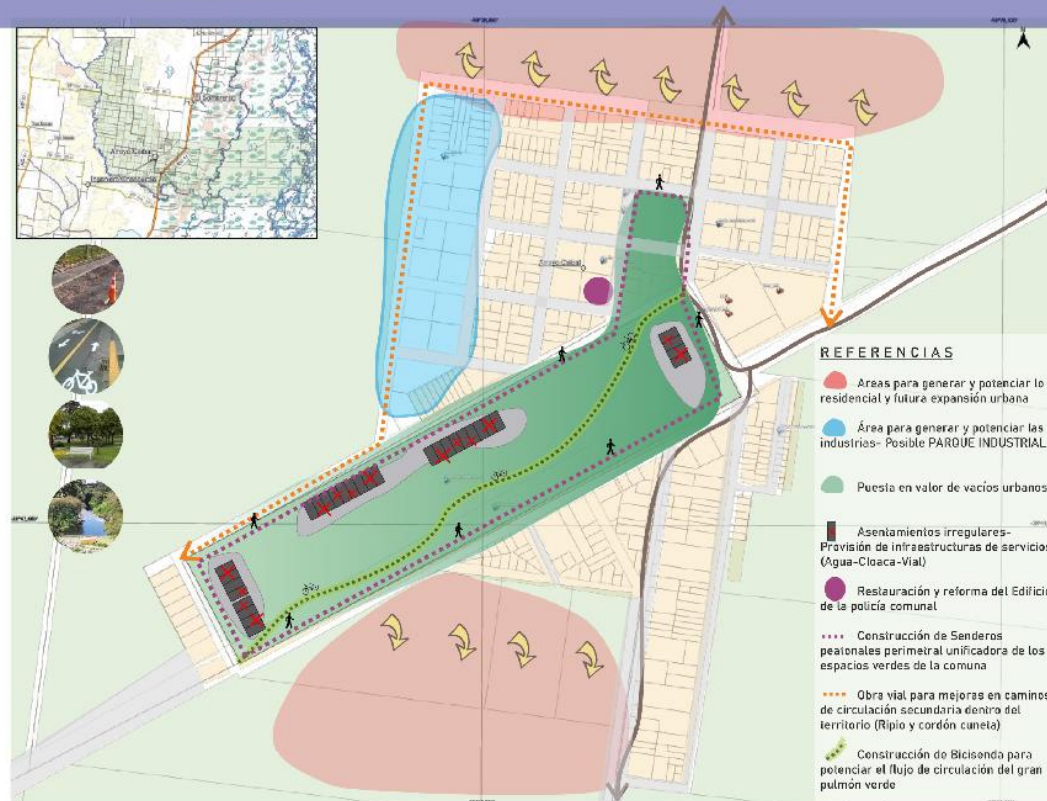 Arroyo Ceibal
REFERENCIAS
Areas para generar y potenciar lo
residencial y futura expansión urbana
Área para generar y potenciar las
industrias- Posible PARQUE INDUSTRIAL
Puesta en valor de vacíos urbanos
Asentamientos irregulares-
Provisión de infraestructuras de servicios
(Agua-Cloaca-Vial)
Restauración y reforma del Edificio
de la policía comunal
Construcción de Senderos
peatonales perimetral unificadora de los
espacios verdes de la comuna
Obra vial para mejoras en caminos
de circulación secundaria dentro del
territorio (Ripio y cordón cuneta)
Construcción de Bicisenda para
potenciar el flujo de circulación del gran
pulmón verde